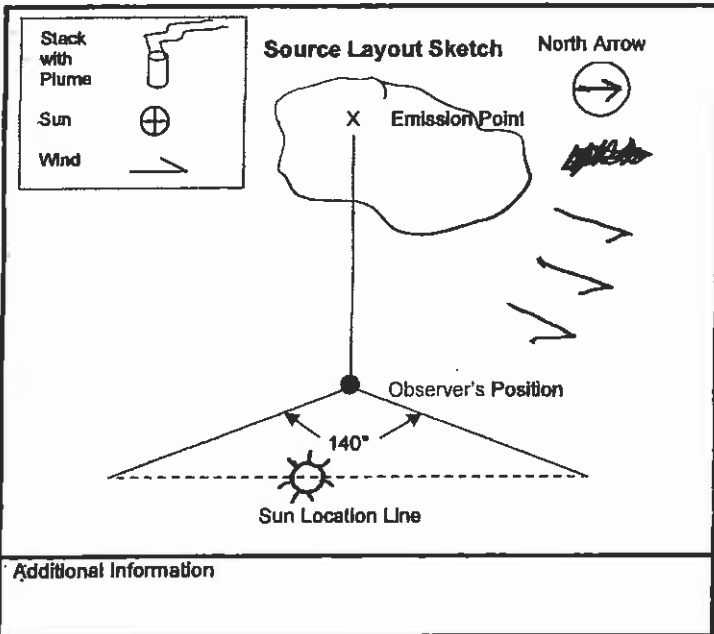 Stack
with
Plume
Sun
Wind
Source Layout Sketch
North Arrow
X Emission Point
Observer's Position
140°
Sun Location Line
Additional Information